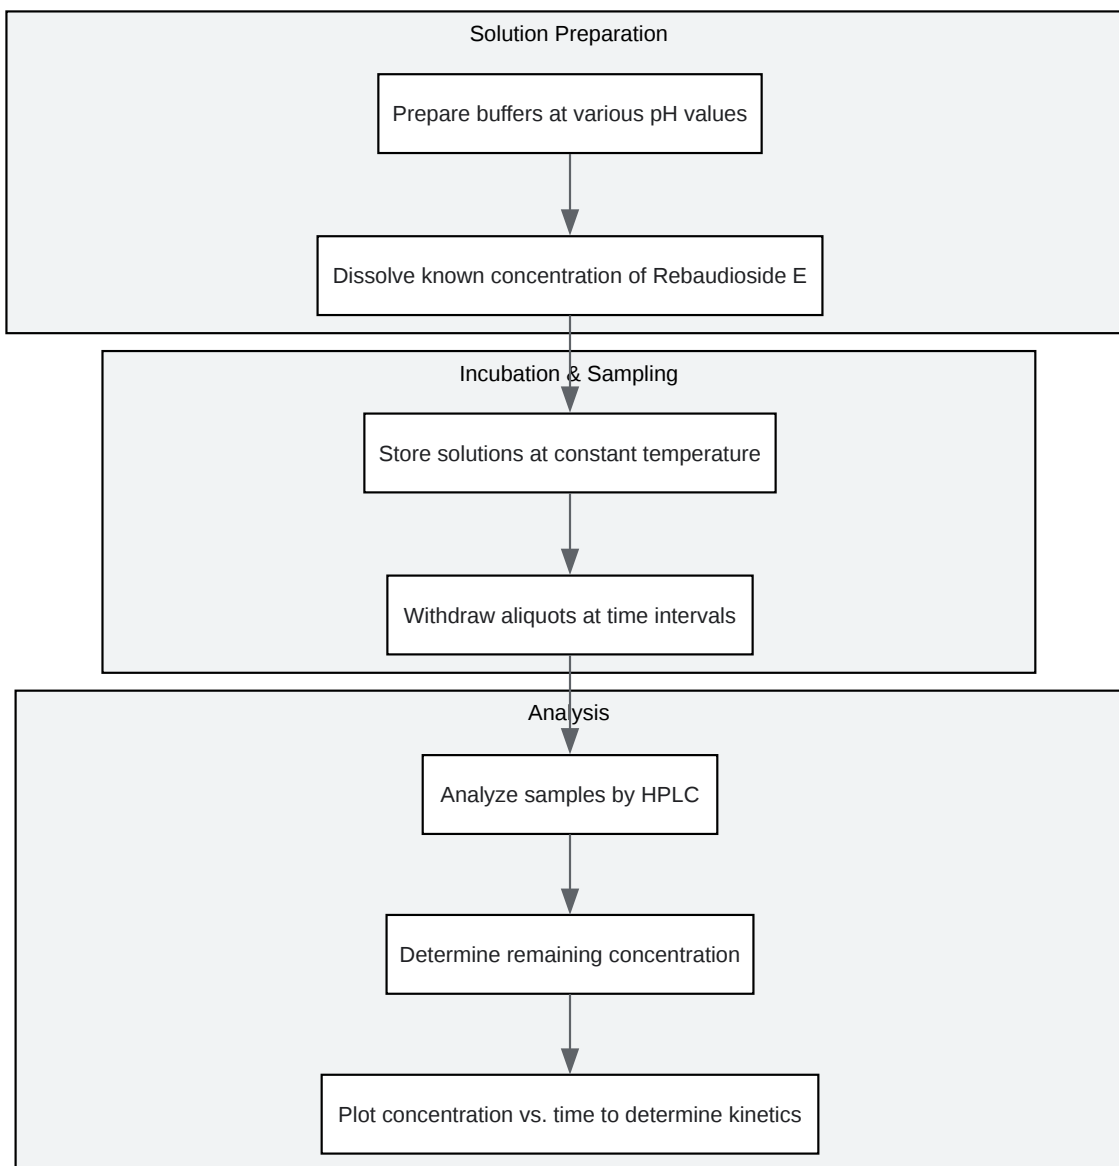 Solution Preparation
Prepare buffers at various pH values
Dissolve known concentration of Rebaudioside E
Incubation & Sampling
Store solutions at constant temperature
Withdraw aliquots at time intervals
Analysis
Analyze samples by HPLC
Determine remaining concentration
Plot concentration vs. time to determine kinetics